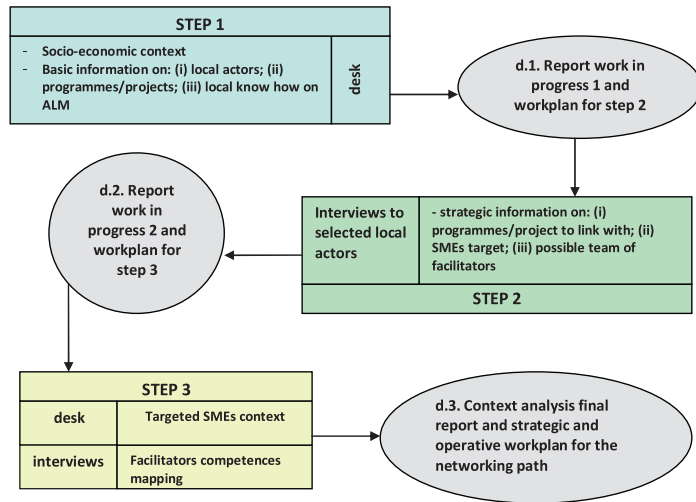 STEP 1
- Socio-economic context
- Basic information on: (i) local actors; (ii)
programmes/projects; (iii) local know how on
ALM
desk
d.1. Report work in
progress 1 and
workplan for step 2
d.2. Report
work in
progress 2 and
workplan for
step 3
Interviews to
selected local
actors
- strategic information on: (i)
programmes/project to link with; (ii)
SMEs target; (iii) possible team of
facilitators
STEP 2
STEP 3
desk
Targeted SMEs context
interviews
Facilitators competences
mapping
d.3. Context analysis final
report and strategic and
operative workplan for the
networking path